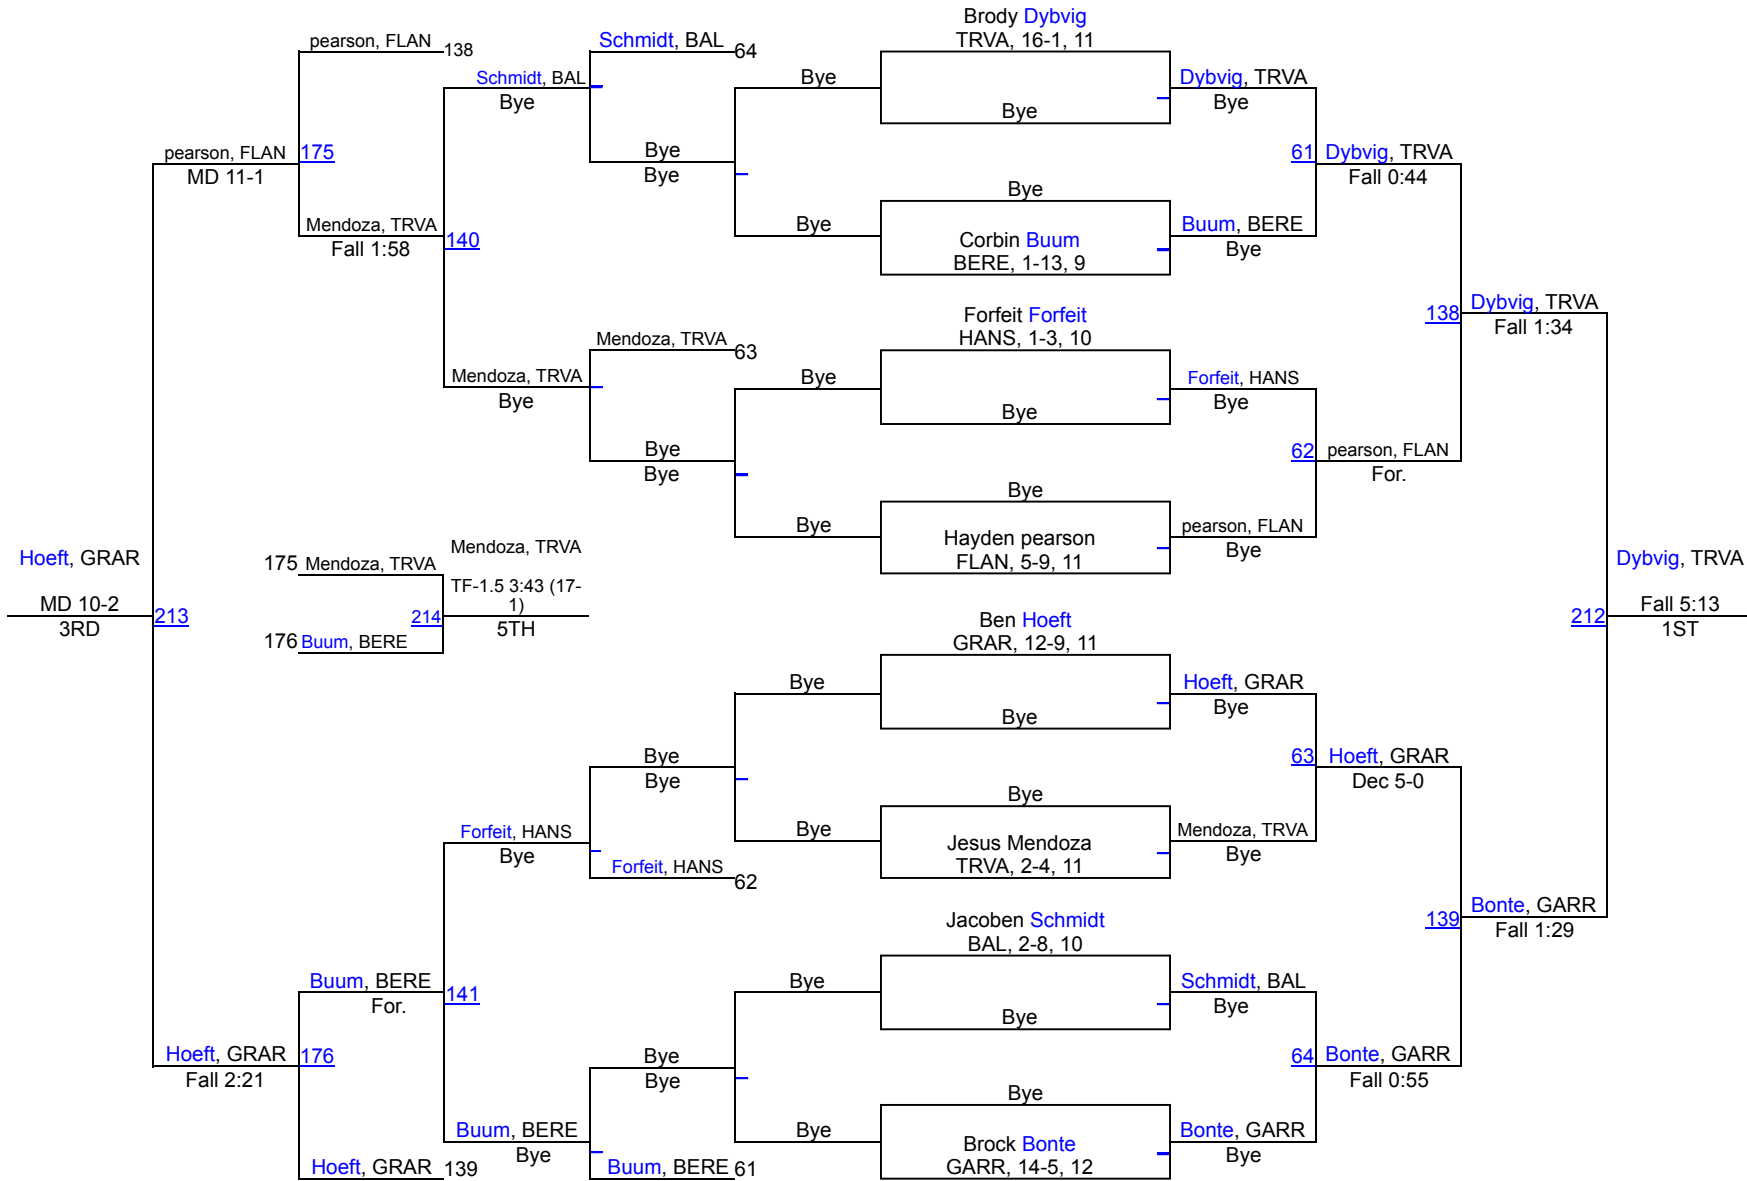 Brody Dybvig
TRVA, 16-1, 11
pearson, FLAN 138
Schmidt, BAL 64
Schmidt, BAL
Bye
Bye
Bye
Dybvig, TRVA
Bye
pearson, FLAN 175
MD 11-1
Bye
Bye
61 Dybvig, TRVA
Fall 0:44
Bye
Mendoza, TRVA 140
Fall 1:58
Bye
Corbin Buum
BERE, 1-13, 9
Buum, BERE
Bye
Forfeit Forfeit
HANS, 1-3, 10
138 Dybvig, TRVA
Fall 1:34
Mendoza, TRVA 63
Mendoza, TRVA
Bye
Bye
Bye
Forfeit, HANS
Bye
Bye
Bye
62 pearson, FLAN
For.
Bye
Bye
Hayden pearson
FLAN, 5-9, 11
pearson, FLAN
Bye
Hoeft, GRAR
MD 10-2
3RD
213
175 Mendoza, TRVA
176 Buum, BERE
214
Mendoza, TRVA
TF-1.5 3:43 (17-
1)
5TH
Dybvig, TRVA
212 Fall 5:13
1ST
Ben Hoeft
GRAR, 12-9, 11
Bye
Bye
Hoeft, GRAR
Bye
Bye
Bye
63 Hoeft, GRAR
Dec 5-0
Bye
Forfeit, HANS
Bye
Forfeit, HANS 62
Bye
Jesus Mendoza
TRVA, 2-4, 11
Mendoza, TRVA
Bye
Jacoben Schmidt
BAL, 2-8, 10
139 Bonte, GARR
Fall 1:29
Buum, BERE 141
For.
Bye
Bye
Schmidt, BAL
Bye
Hoeft, GRAR 176
Fall 2:21
Bye
Bye
64 Bonte, GARR
Fall 0:55
Bye
Buum, BERE
Bye
Bye
Brock Bonte
GARR, 14-5, 12
Bonte, GARR
Bye
Hoeft, GRAR 139
Buum, BERE 61